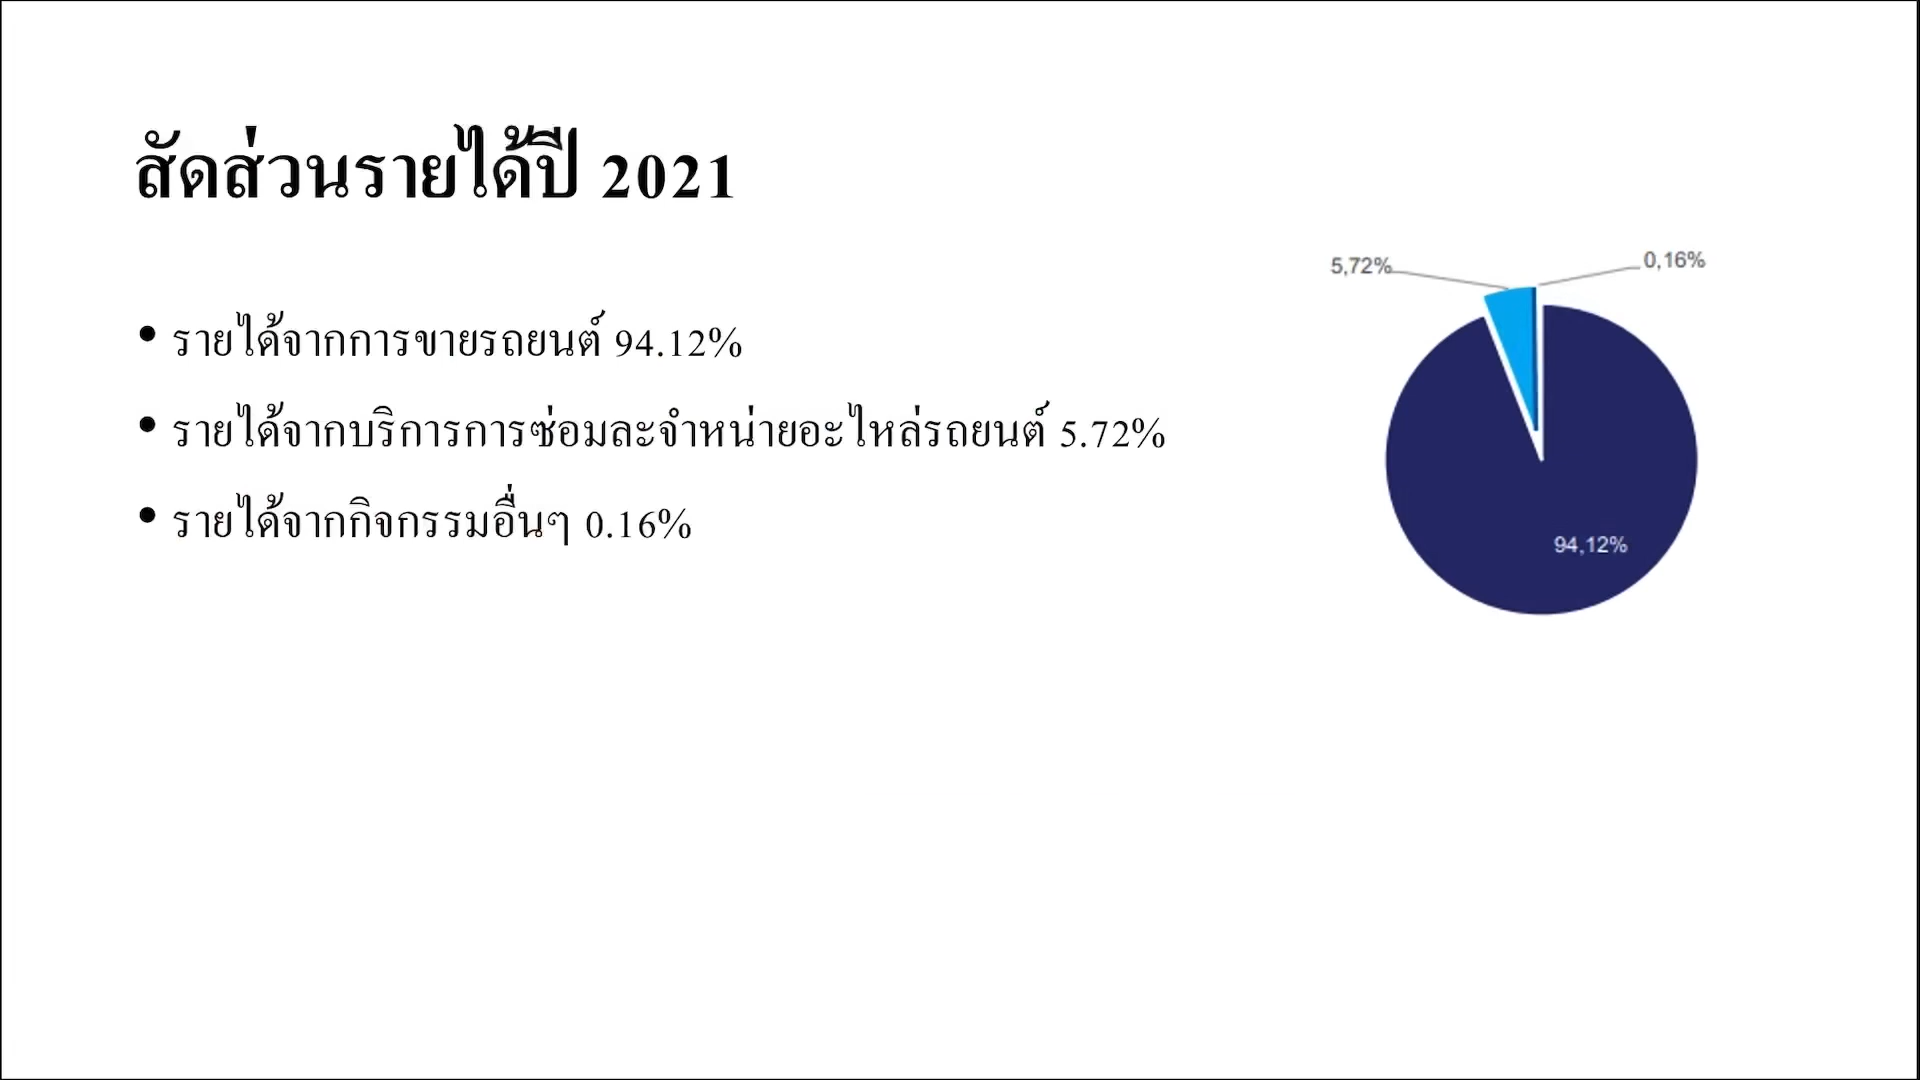 สัดส่วนรายได้ปี 2021
• รายได้จากการขายรถยนต์ 94.12%
• รายได้จากบริการการซ่อมละจำหน่ายอะไหล่รถยนต์ 5.72%
• รายได้จากกิจกรรมอื่นๆ 0.16%
5,72%
0,16%
94,12%